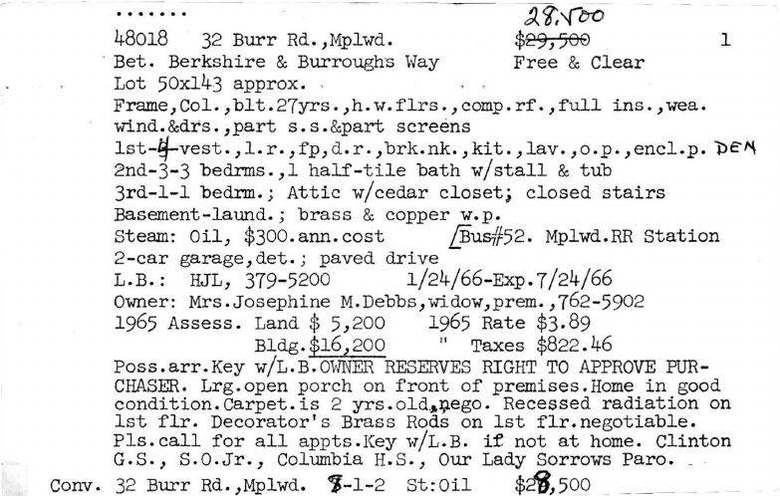 28,500
48018 32 Burr Rd.,Mplwd. $29,500 1
Bet. Berkshire & Burroughs Way Free & Clear
Lot 50x143 approx.
Frame,Col.,blt.27yrs.,h.w.flrs.,comp.rf.,full ins.,wea.
wind.&drs.,part s.s.&part screens
1st-4-vest.,l.r.,fp,d.r.,brk.nk.,kit.,lav.,o.p.,encl.p. DEN
2nd-3-3 bedrms.,1 half-tile bath w/stall & tub
3rd-1-1 bedrm.; Attic w/cedar closet; closed stairs
Basement-laund.; brass & copper w.p.
Steam: Oil, $300.ann.cost /Bus#52. Mplwd.RR Station
2-car garage,det.; paved drive
L.B.: HJL, 379-5200 1/24/66-Exp.7/24/66
Owner: Mrs.Josephine M.Debbs,widow,prem.,762-5902
1965 Assess. Land $ 5,200 1965 Rate $3.89
Bldg.$16,200 " Taxes $822.46
Poss.arr.Key w/L.B.OWNER RESERVES RIGHT TO APPROVE PUR-
CHASER. Lrg.open porch on front of premises.Home in good
condition.Carpet.is 2 yrs.old,nego. Recessed radiation on
1st flr. Decorator's Brass Rods on 1st flr.negotiable.
Pls.call for all appts.Key w/L.B. if not at home. Clinton
G.S., S.O.Jr., Columbia H.S., Our Lady Sorrows Paro.
Conv. 32 Burr Rd.,Mplwd. 8-1-2 St:Oil $28,500